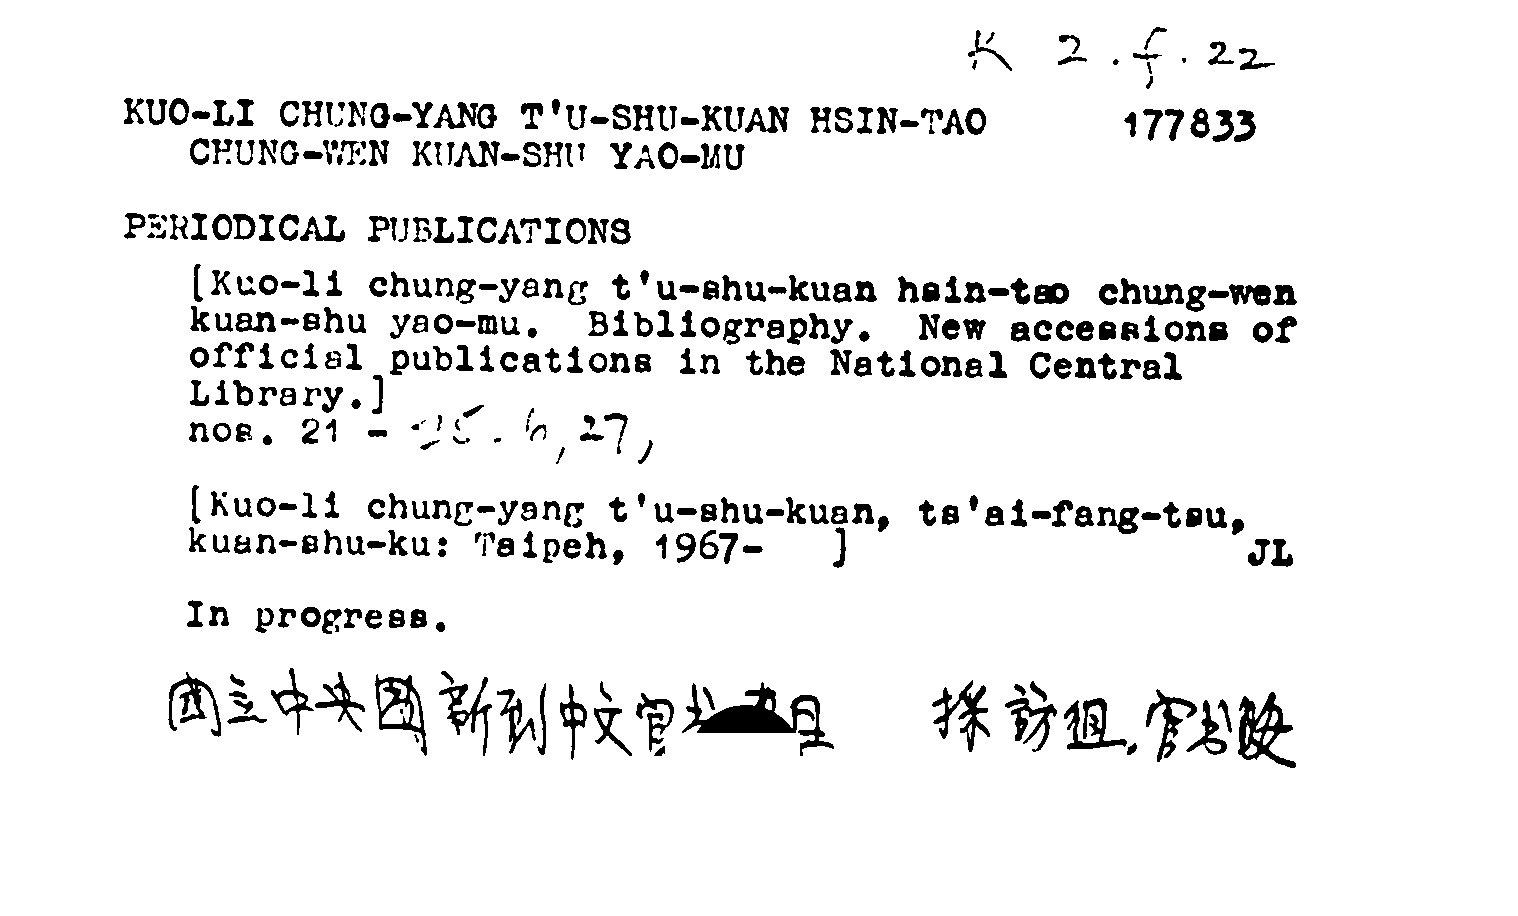 K 2.f.22
KUO-LI CHUNG-YANG T'U-SHU-KUAN HSIN-TAO 177833
CHUNG-WEN KUAN-SHU YAO-MU
PERIODICAL PUBLICATIONS
[Kuo-li chung-yang t'u-shu-kuan hsin-tao chung-wen
kuan-shu yao-mu. Bibliography. New accessions of
official publications in the National Central
Library.]
nos. 21 - 25. 6, 27,
[Kuo-li chung-yang t'u-shu-kuan, ts'ai-fang-tsu,
kuan-shu-ku: Taipeh, 1967- ]
JL
In progress.
國立中央圖新到中文官书 目 採訪组,官书